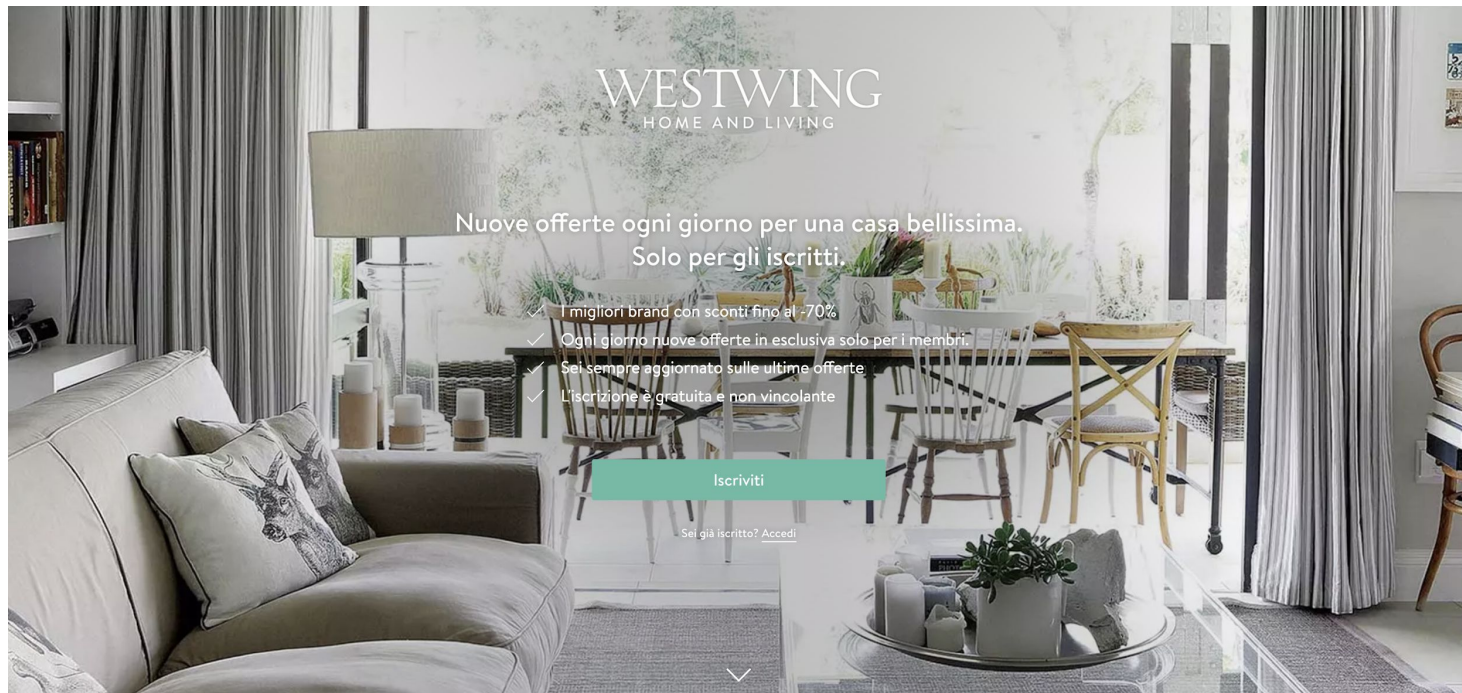 WESTWING
HOME AND LIVING
Nuove offerte ogni giorno per una casa bellissima.
Solo per gli iscritti.
I migliori brand con sconti fino al -70%
Ogni giorno nuove offerte in esclusiva solo per i membri.
Sei sempre aggiornato sulle ultime offerte
L'iscrizione è gratuita e non vincolante
Iscriviti
Sei già iscritto? Accedi